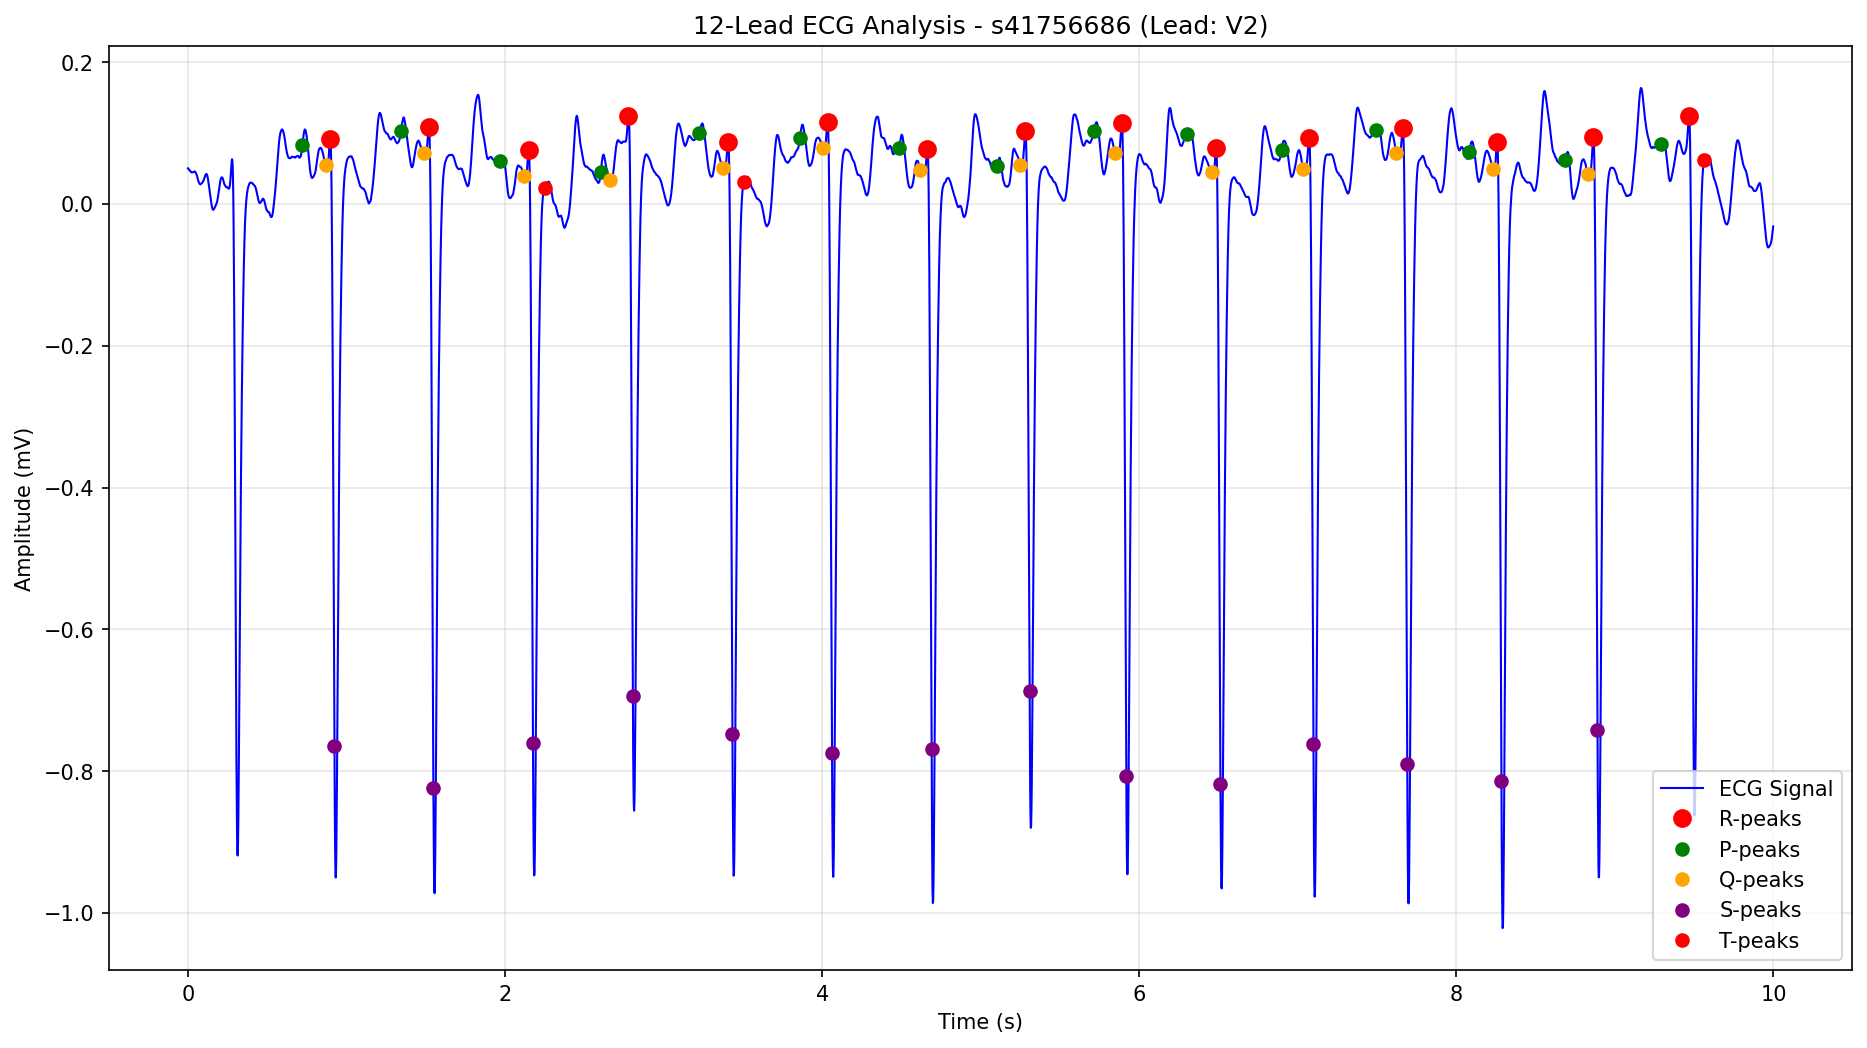 12-Lead ECG Analysis - s41756686 (Lead: V2)
Amplitude (mV)
0.2
0.0
−0.2
−0.4
−0.6
−0.8
−1.0
ECG Signal
R-peaks
P-peaks
Q-peaks
S-peaks
T-peaks
0 2 4 6 8 10
Time (s)